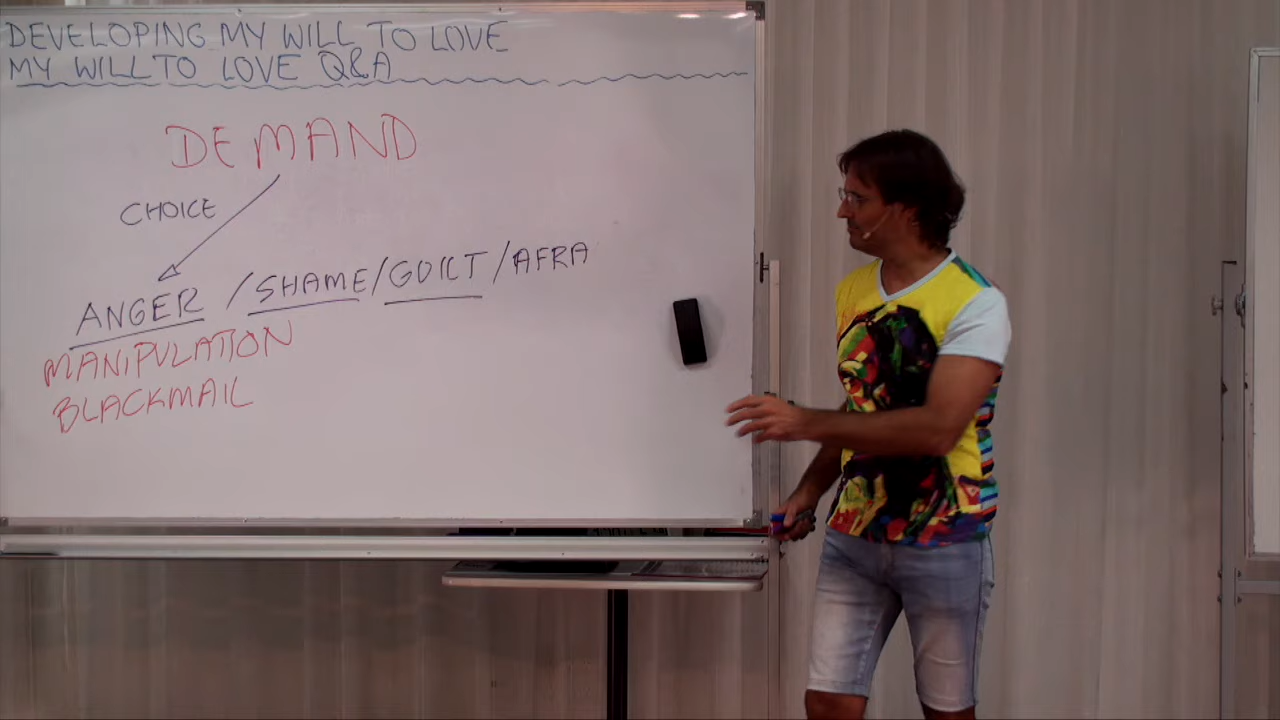 DEVELOPING MY WILL TO LOVE
MY WILL TO LOVE Q&A
DEMAND
CHOICE
ANGER / SHAME / GUILT / AFRA
MANIPULATION
BLACKMAIL